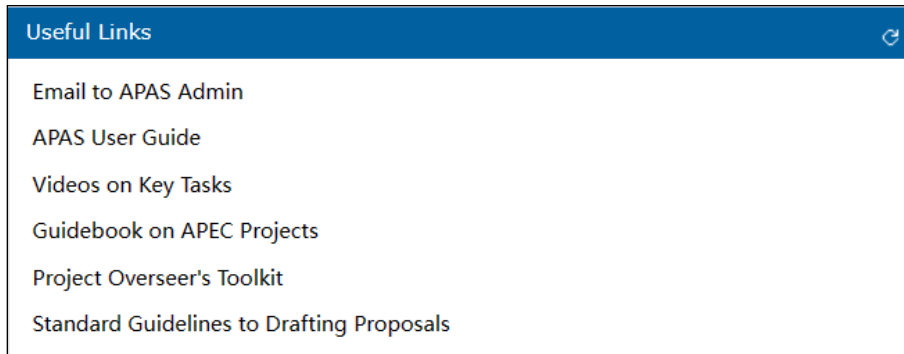 Useful Links
Email to APAS Admin
APAS User Guide
Videos on Key Tasks
Guidebook on APEC Projects
Project Overseer's Toolkit
Standard Guidelines to Drafting Proposals